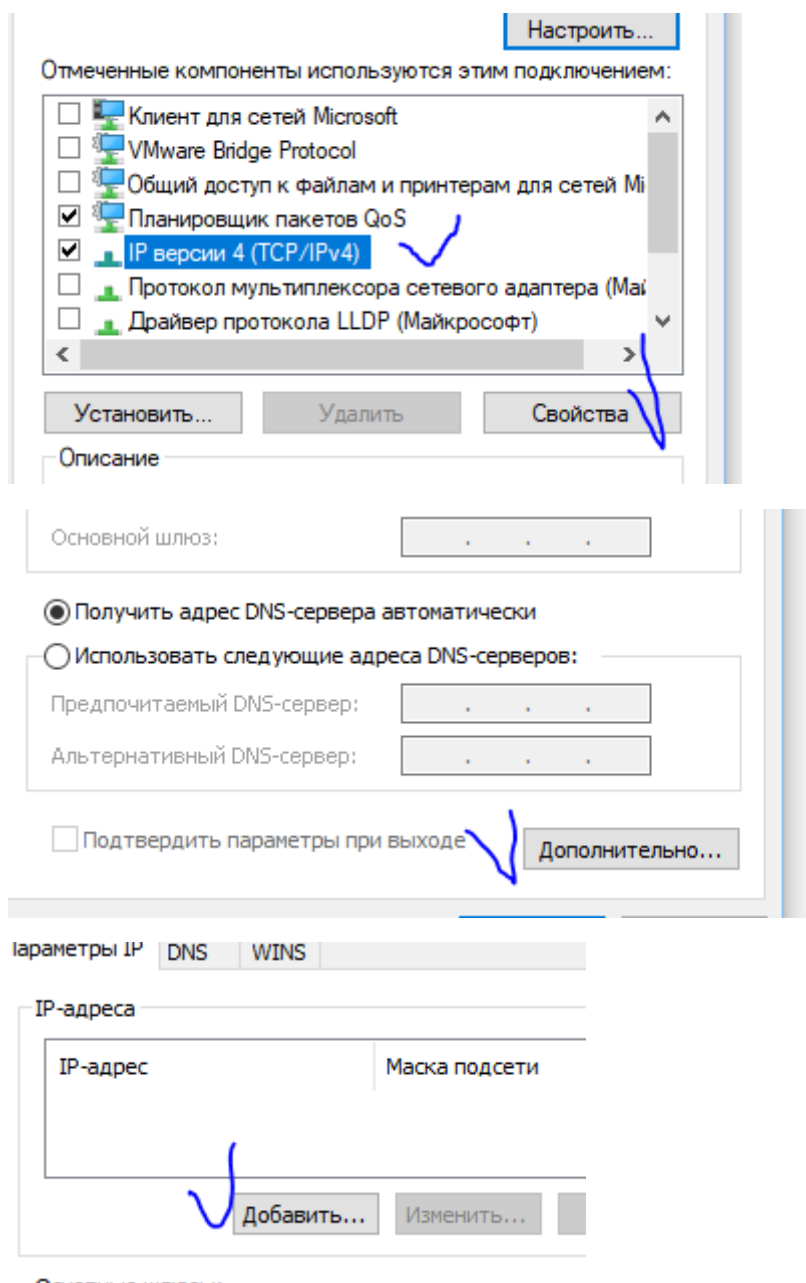 Настроить...
Отмеченные компоненты используются этим подключением:
Клиент для сетей Microsoft
VMware Bridge Protocol
Общий доступ к файлам и принтерам для сетей Mi
Планировщик пакетов QoS
IP версии 4 (TCP/IPv4)
Протокол мультиплексора сетевого адаптера (Май
Драйвер протокола LLDP (Майкрософт)
Установить... Удалить Свойства
Описание
Основной шлюз:
Получить адрес DNS-сервера автоматически
Использовать следующие адреса DNS-серверов:
Предпочитаемый DNS-сервер:
Альтернативный DNS-сервер:
Подтвердить параметры при выходе Дополнительно...
араметры IP DNS WINS
IP-адреса
IP-адрес Маска подсети
Добавить... Изменить...